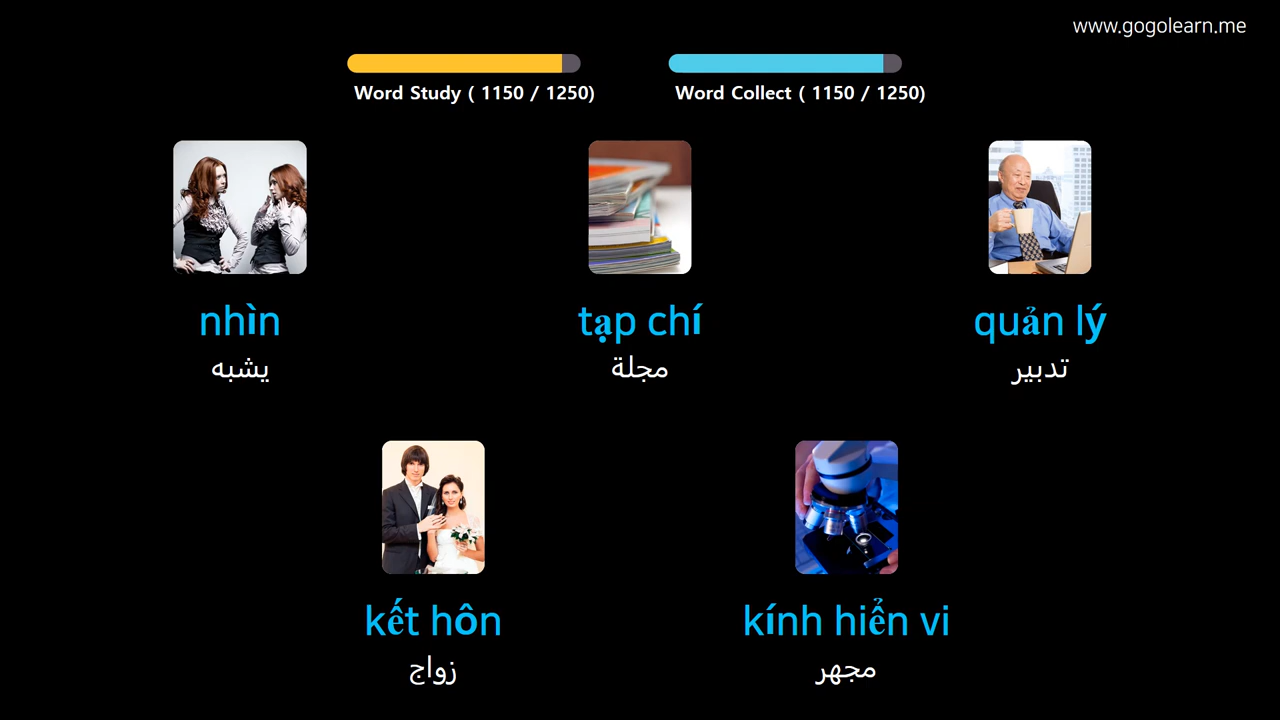 www.gogolearn.me
Word Study ( 1150 / 1250)
Word Collect ( 1150 / 1250)
nhìn
يشبه
tạp chí
مجلة
quản lý
تدبير
kết hôn
زواج
kính hiển vi
مجهر